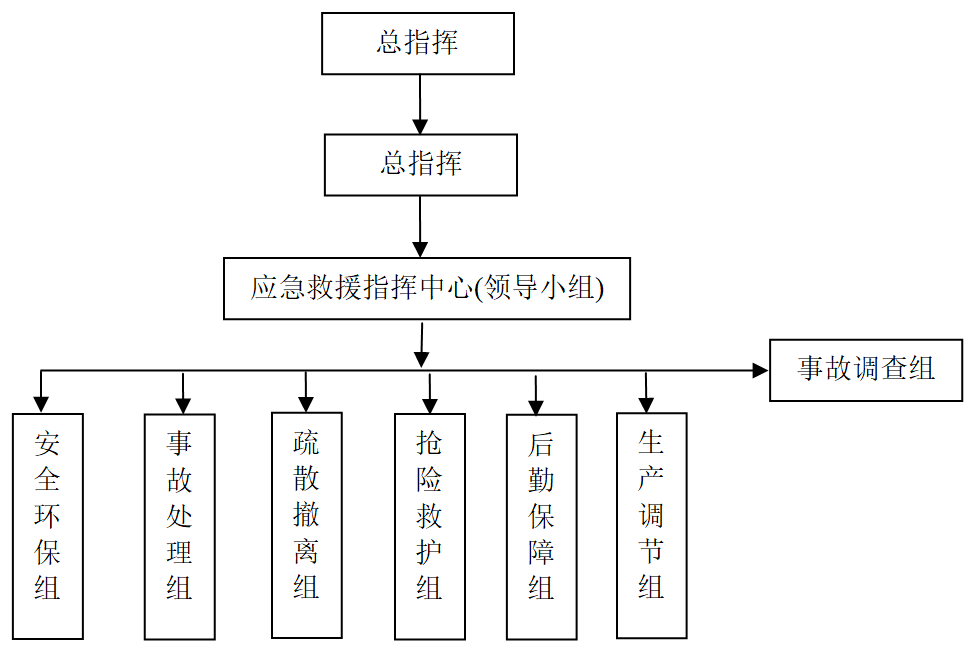 总指挥
总指挥
应急救援指挥中心(领导小组)
事故调查组
安全环保组
事故处理组
疏散撤离组
抢险救护组
后勤保障组
生产调节组